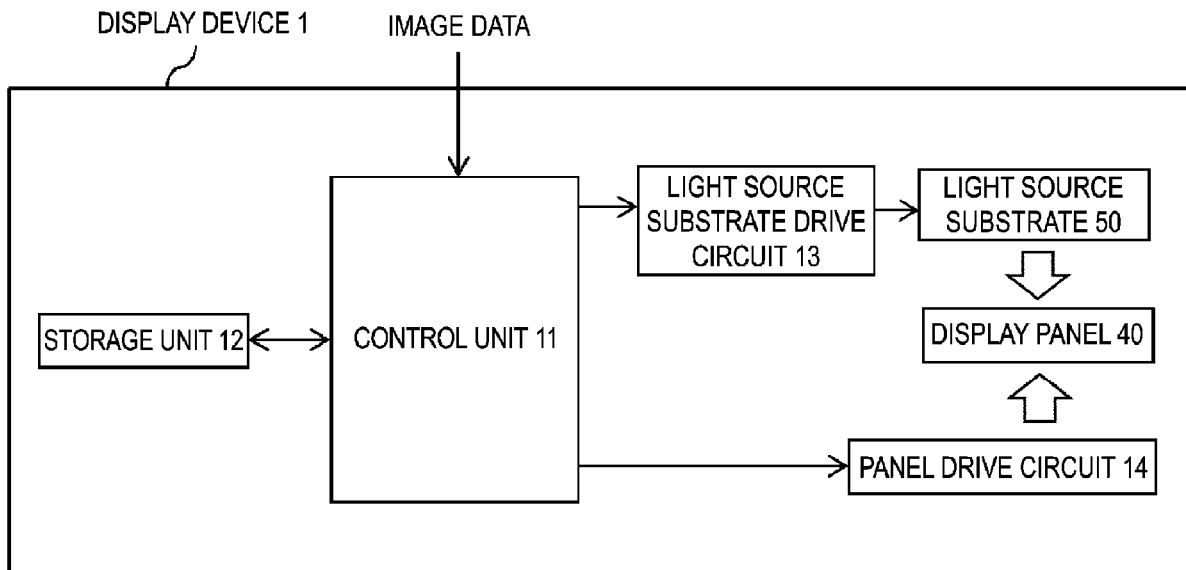 DISPLAY DEVICE 1
IMAGE DATA
LIGHT SOURCE
SUBSTRATE DRIVE
CIRCUIT 13
LIGHT SOURCE
SUBSTRATE 50
STORAGE UNIT 12
CONTROL UNIT 11
DISPLAY PANEL 40
PANEL DRIVE CIRCUIT 14